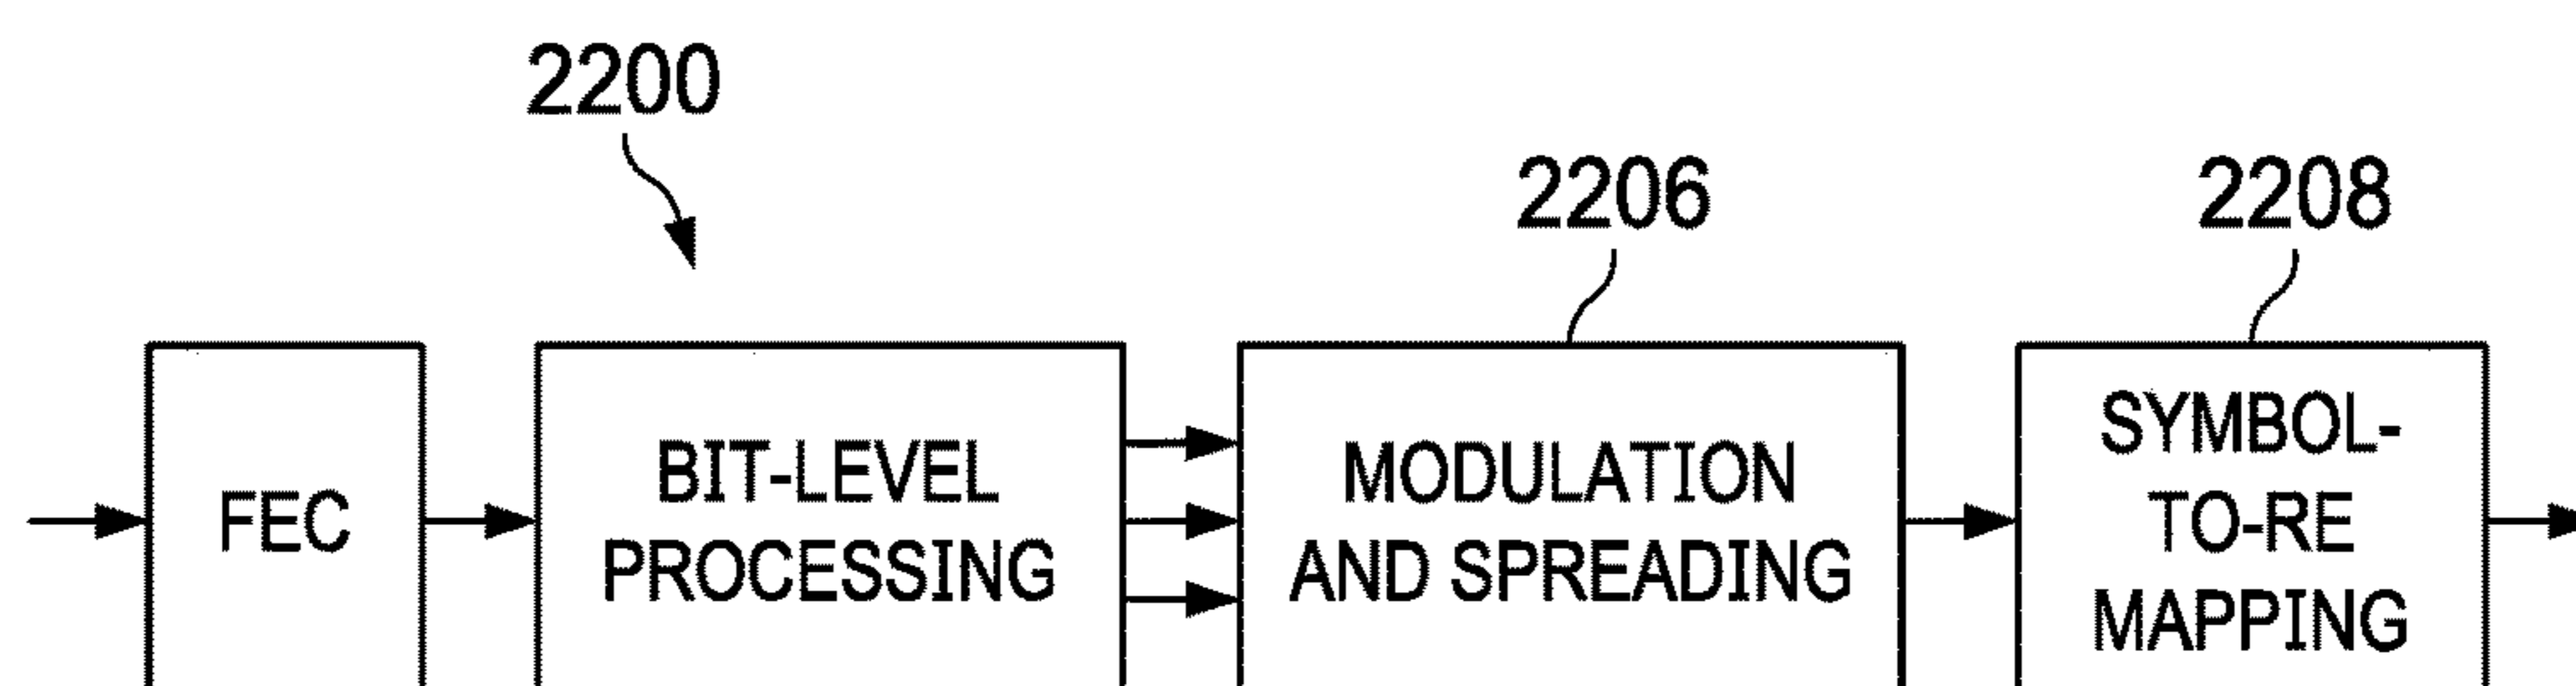 2200
2206
2208
FEC
BIT-LEVEL
PROCESSING
MODULATION
AND SPREADING
SYMBOL-
TO-RE
MAPPING